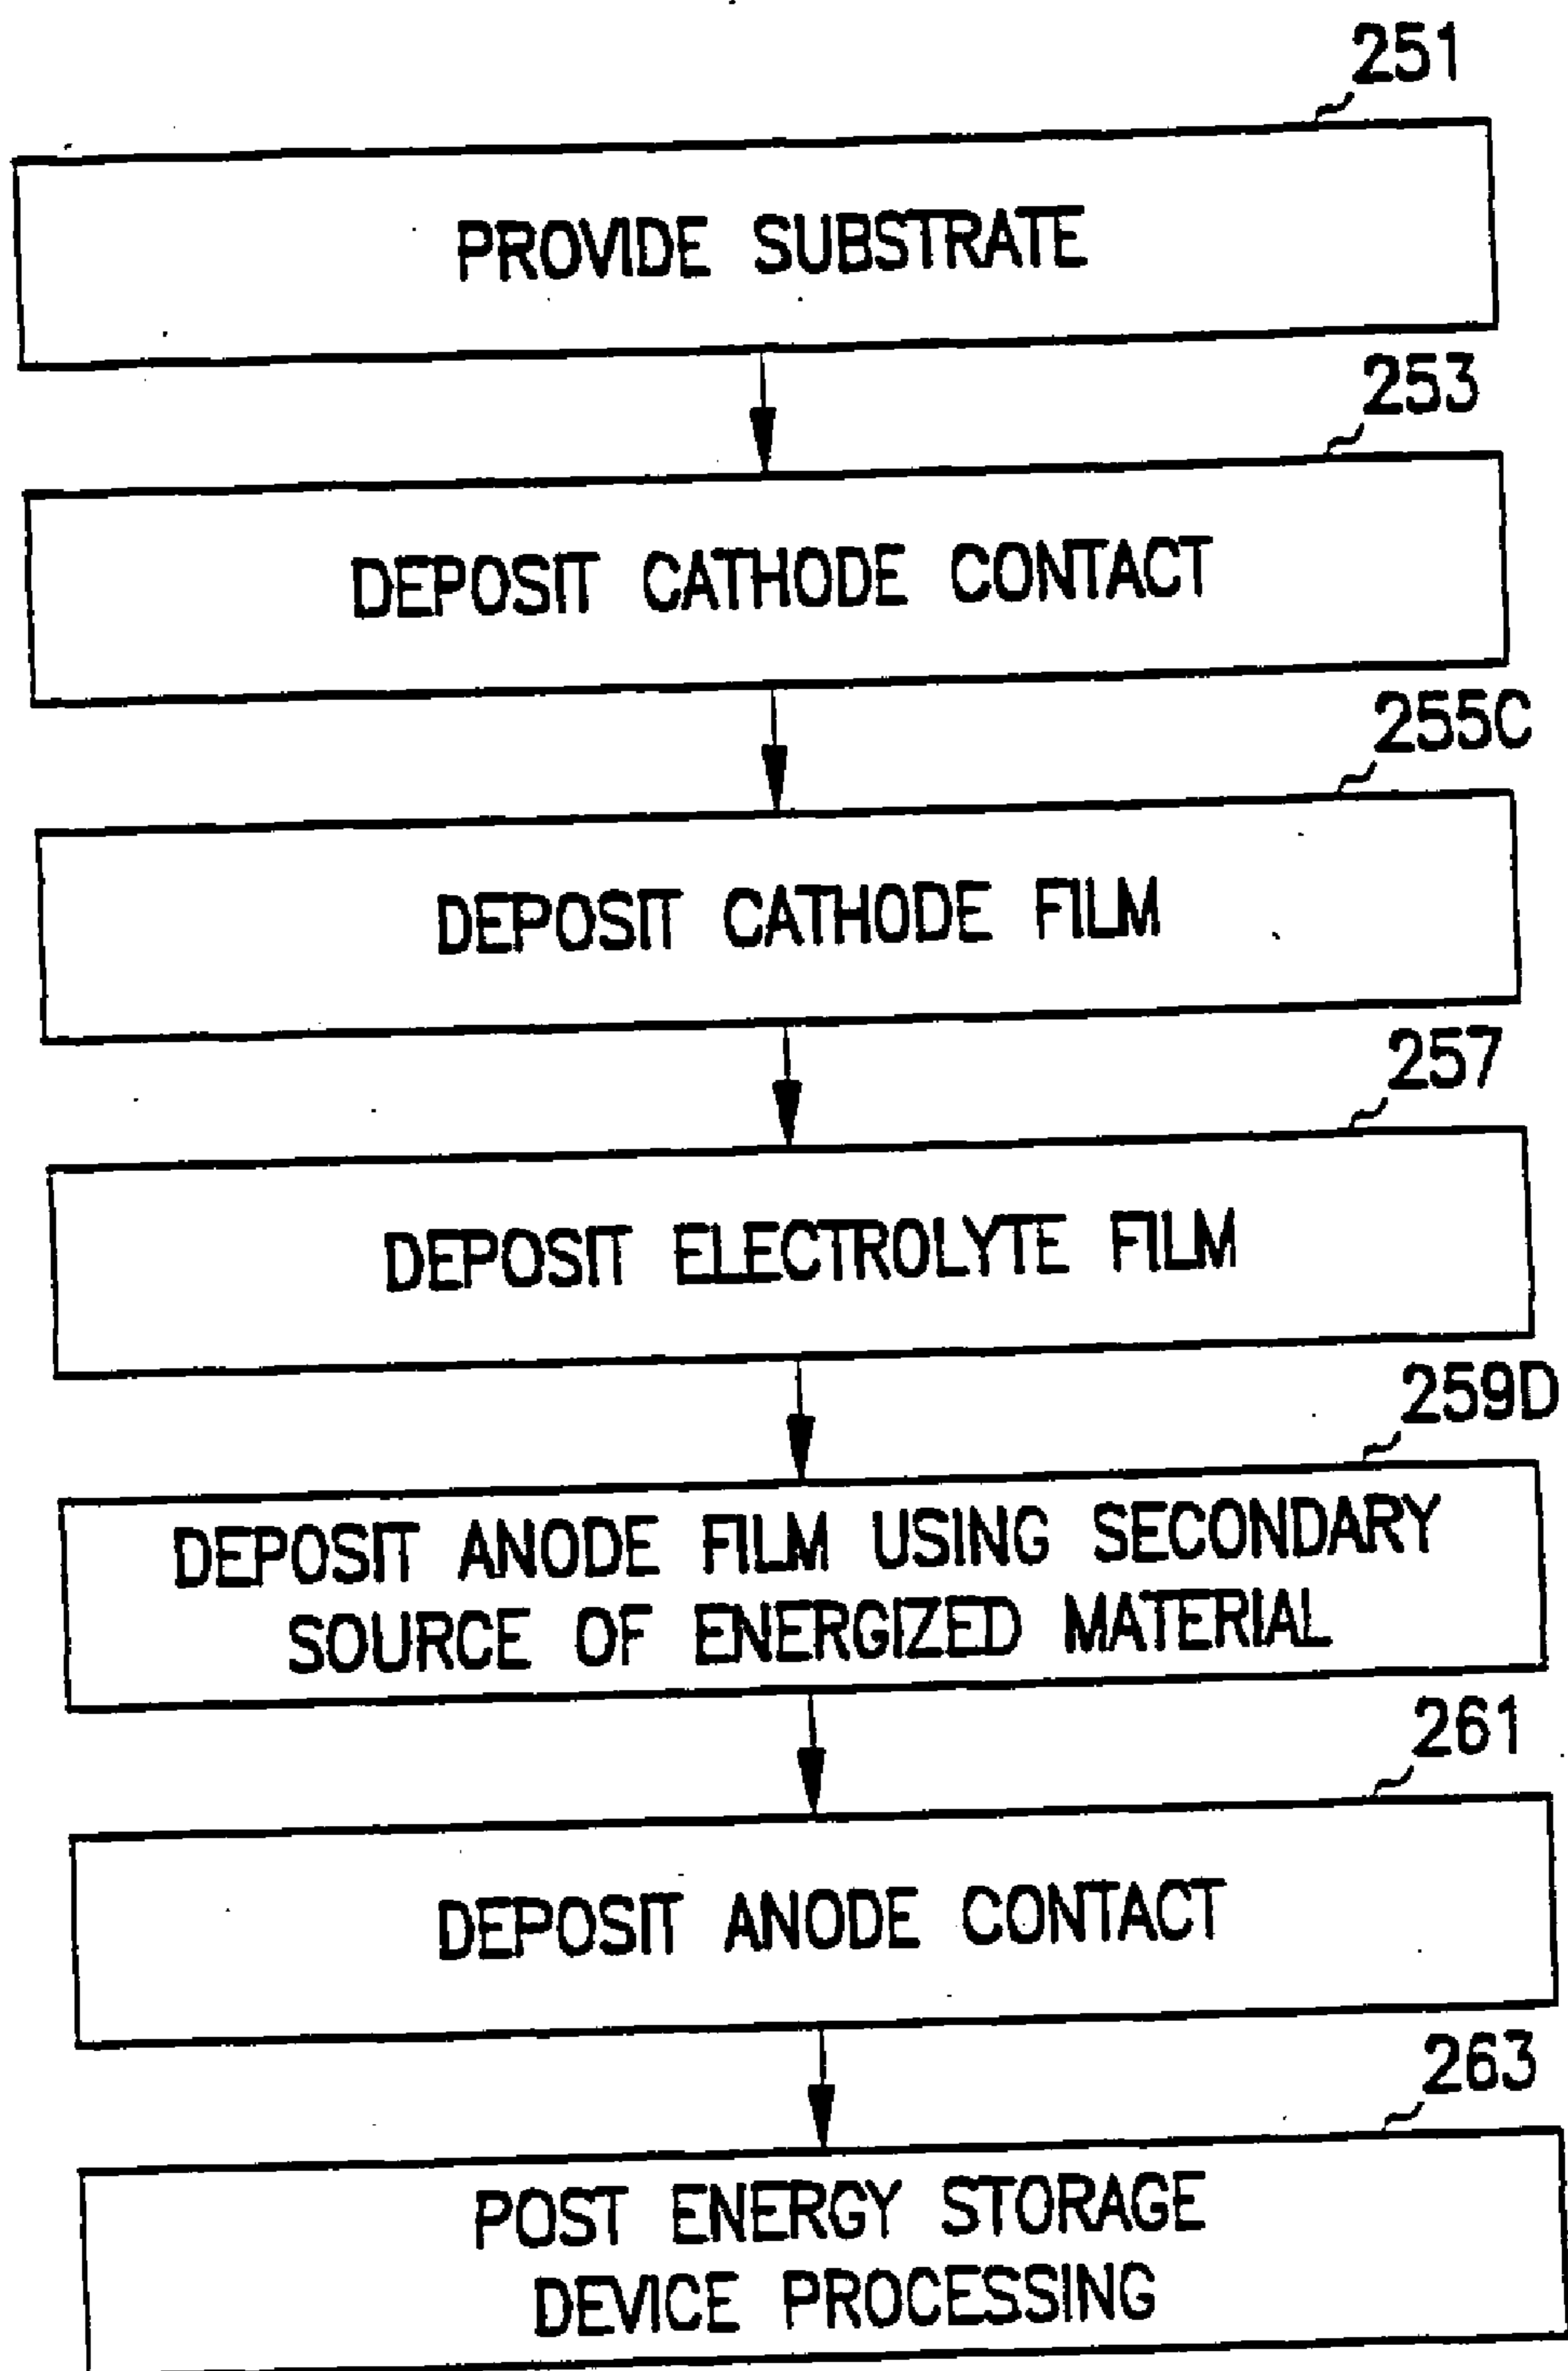 251
PROVIDE SUBSTRATE
253
DEPOSIT CATHODE CONTACT
255C
DEPOSIT CATHODE FILM
257
DEPOSIT ELECTROLYTE FILM
259D
DEPOSIT ANODE FILM USING SECONDARY
SOURCE OF ENERGIZED MATERIAL
261
DEPOSIT ANODE CONTACT
263
POST ENERGY STORAGE
DEVICE PROCESSING